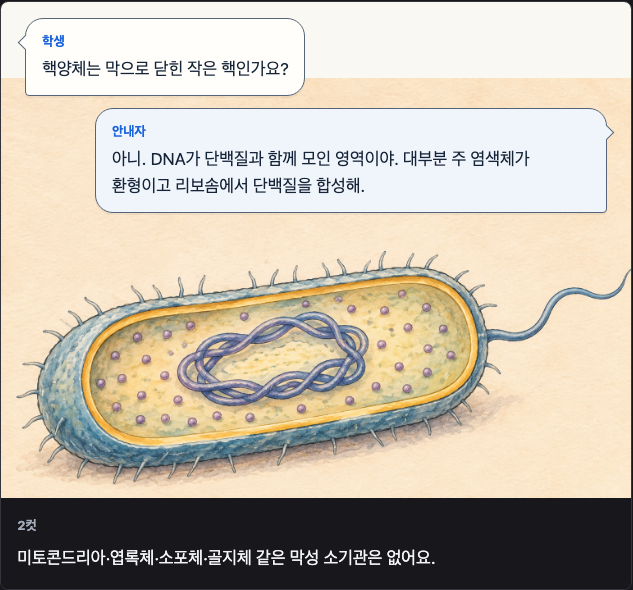 학생
핵양체는 막으로 닫힌 작은 핵인가요?
안내자
아니. DNA가 단백질과 함께 모인 영역이야. 대부분 주 염색체가
환형이고 리보솜에서 단백질을 합성해.
2컷
미토콘드리아·엽록체·소포체·골지체 같은 막성 소기관은 없어요.